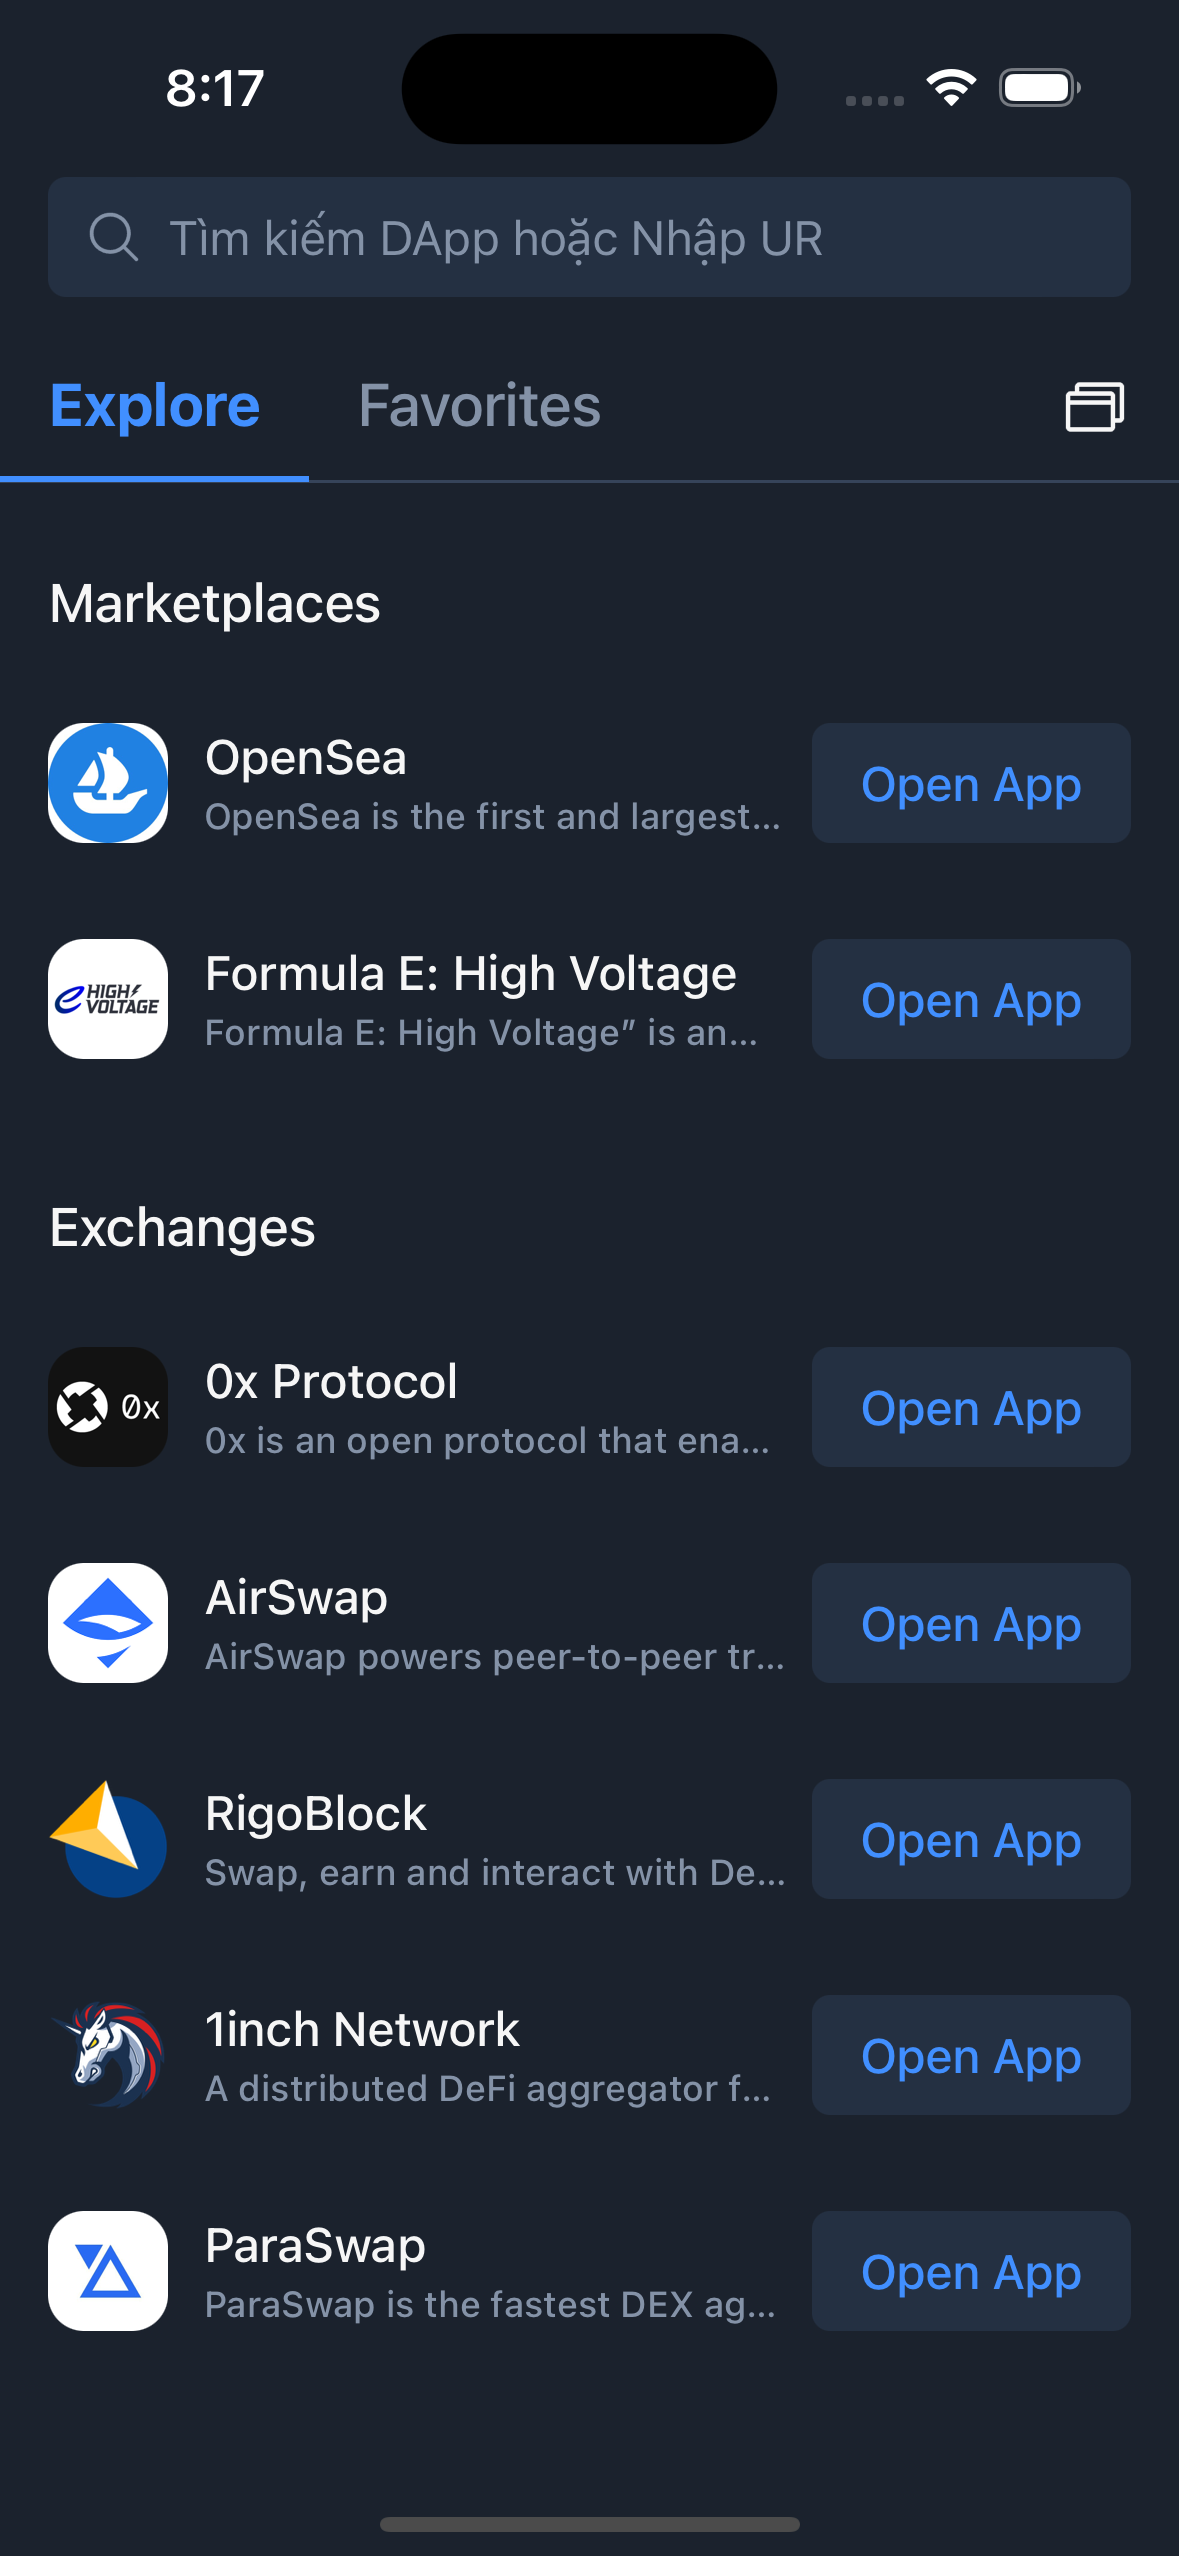 8:17
Tìm kiếm DApp hoặc Nhập UR
Explore
Favorites
Marketplaces
OpenSea
OpenSea is the first and largest...
Open App
HIGH
VOLTAGE
Formula E: High Voltage
Formula E: High Voltage” is an...
Open App
Exchanges
0x
0x Protocol
0x is an open protocol that ena...
Open App
AirSwap
AirSwap powers peer-to-peer tr...
Open App
RigoBlock
Swap, earn and interact with De...
Open App
1inch Network
A distributed DeFi aggregator f...
Open App
ParaSwap
ParaSwap is the fastest DEX ag...
Open App